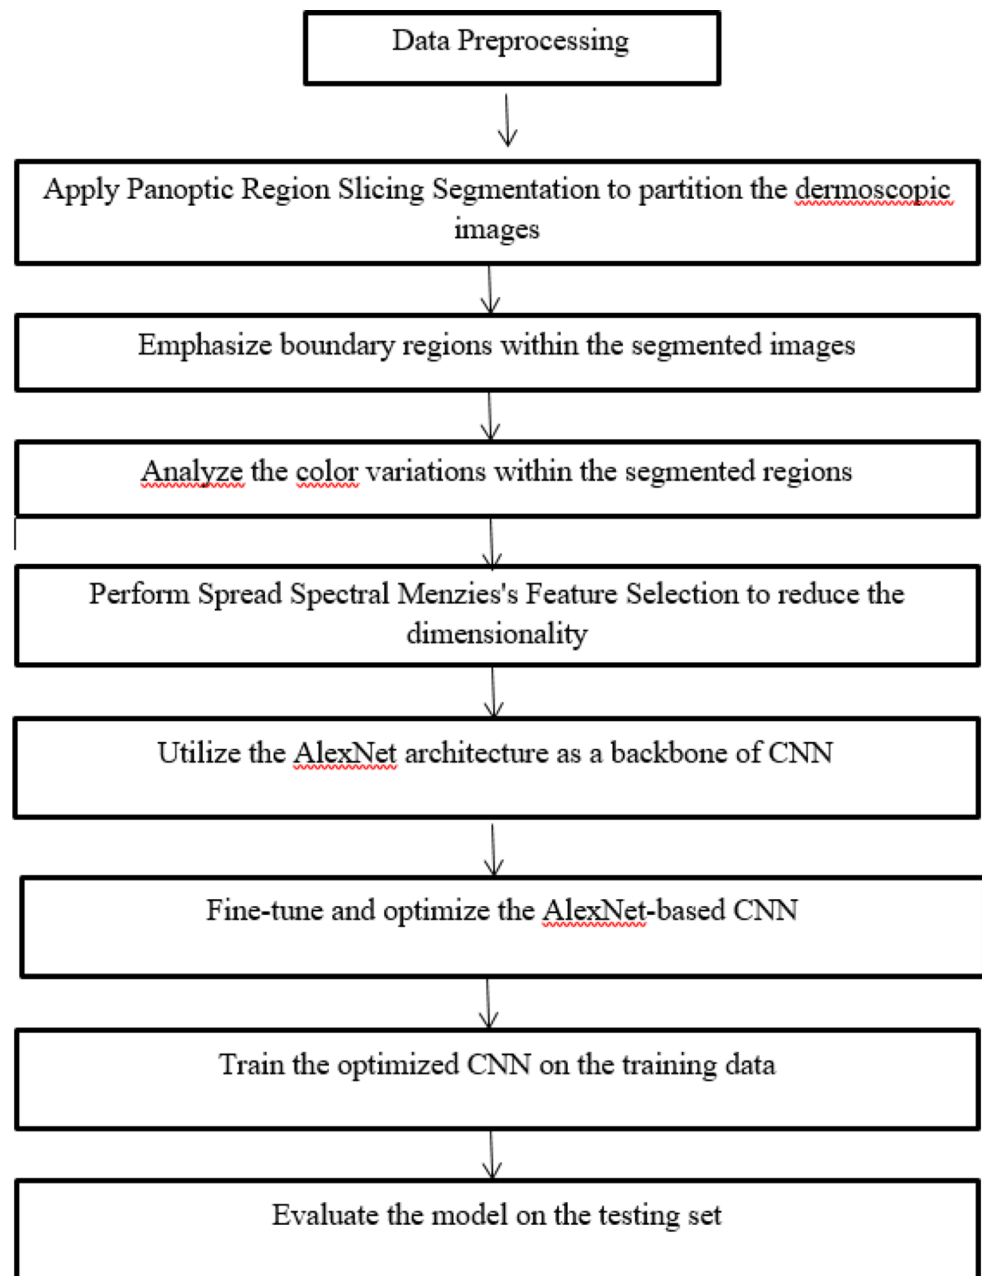 Data Preprocessing
Apply Panoptic Region Slicing Segmentation to partition the dermoscopic
images
Emphasize boundary regions within the segmented images
Analyze the color variations within the segmented regions
Perform Spread Spectral Menzies's Feature Selection to reduce the
dimensionality
Utilize the AlexNet architecture as a backbone of CNN
Fine-tune and optimize the AlexNet-based CNN
Train the optimized CNN on the training data
Evaluate the model on the testing set